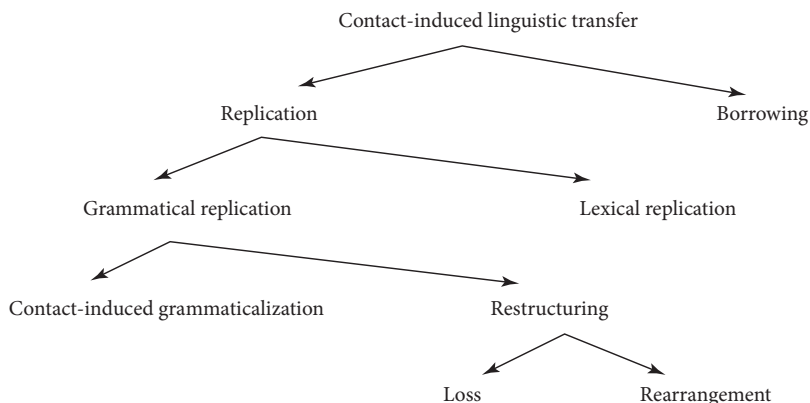 Contact-induced linguistic transfer
Replication Borrowing
Grammatical replication Lexical replication
Contact-induced grammaticalization Restructuring
Loss Rearrangement